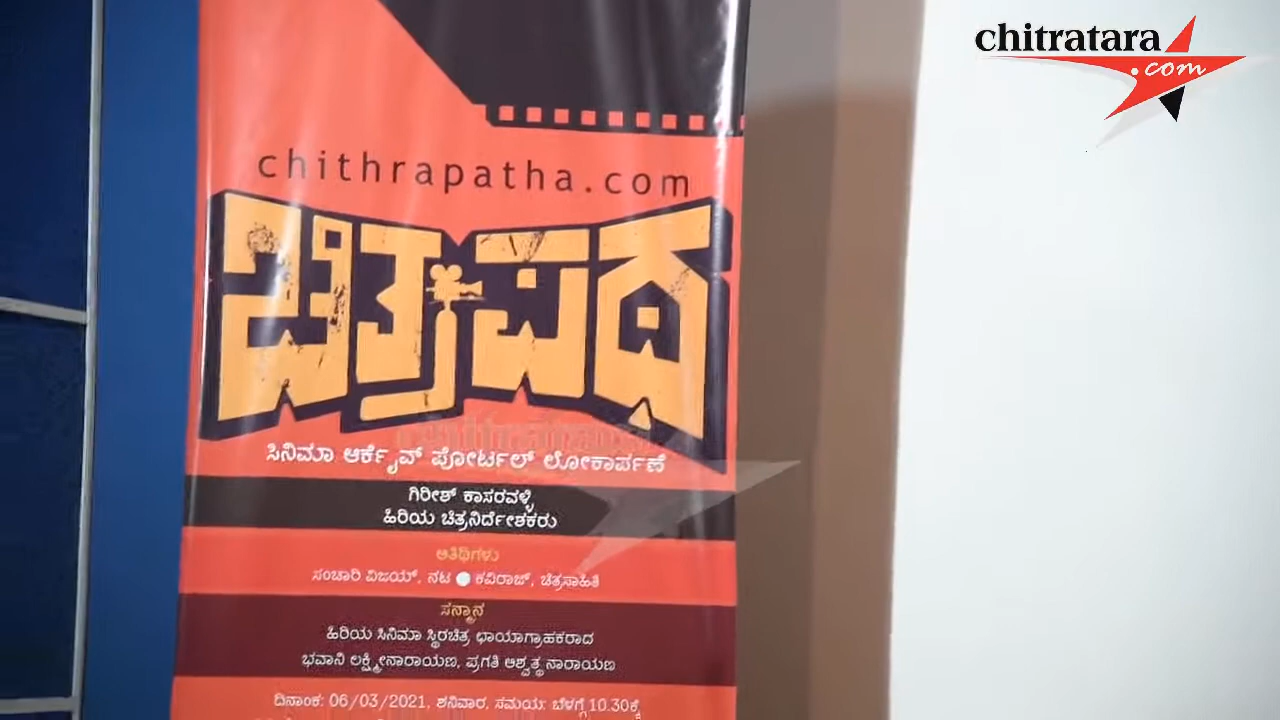 chitratara
.com
chithrapatha.com
ಚಿತ್ರಪಥ
ಸಿನಿಮಾ ಆರ್ಕೈವ್ ಪೋರ್ಟಲ್ ಲೋಕಾರ್ಪಣೆ
ಗಿರೀಶ್ ಕಾಸರವಳ್ಳಿ
ಹಿರಿಯ ಚಿತ್ರನಿರ್ದೇಶಕರು
ಅತಿಥಿಗಳು
ಸಂಚಾರಿ ವಿಜಯ್, ನಟ ● ಕವಿರಾಜ್, ಚಿತ್ರಸಾಹಿತಿ
ಸನ್ಮಾನ
ಹಿರಿಯ ಸಿನಿಮಾ ಸ್ಥಿರಚಿತ್ರ ಛಾಯಾಗ್ರಾಹಕರಾದ
ಭವಾನಿ ಲಕ್ಷ್ಮೀನಾರಾಯಣ, ಪ್ರಗತಿ ಅಶ್ವತ್ಥ ನಾರಾಯಣ
ದಿನಾಂಕ: 06/03/2021, ಶನಿವಾರ, ಸಮಯ: ಬೆಳಗ್ಗೆ 10.30ಕ್ಕೆ